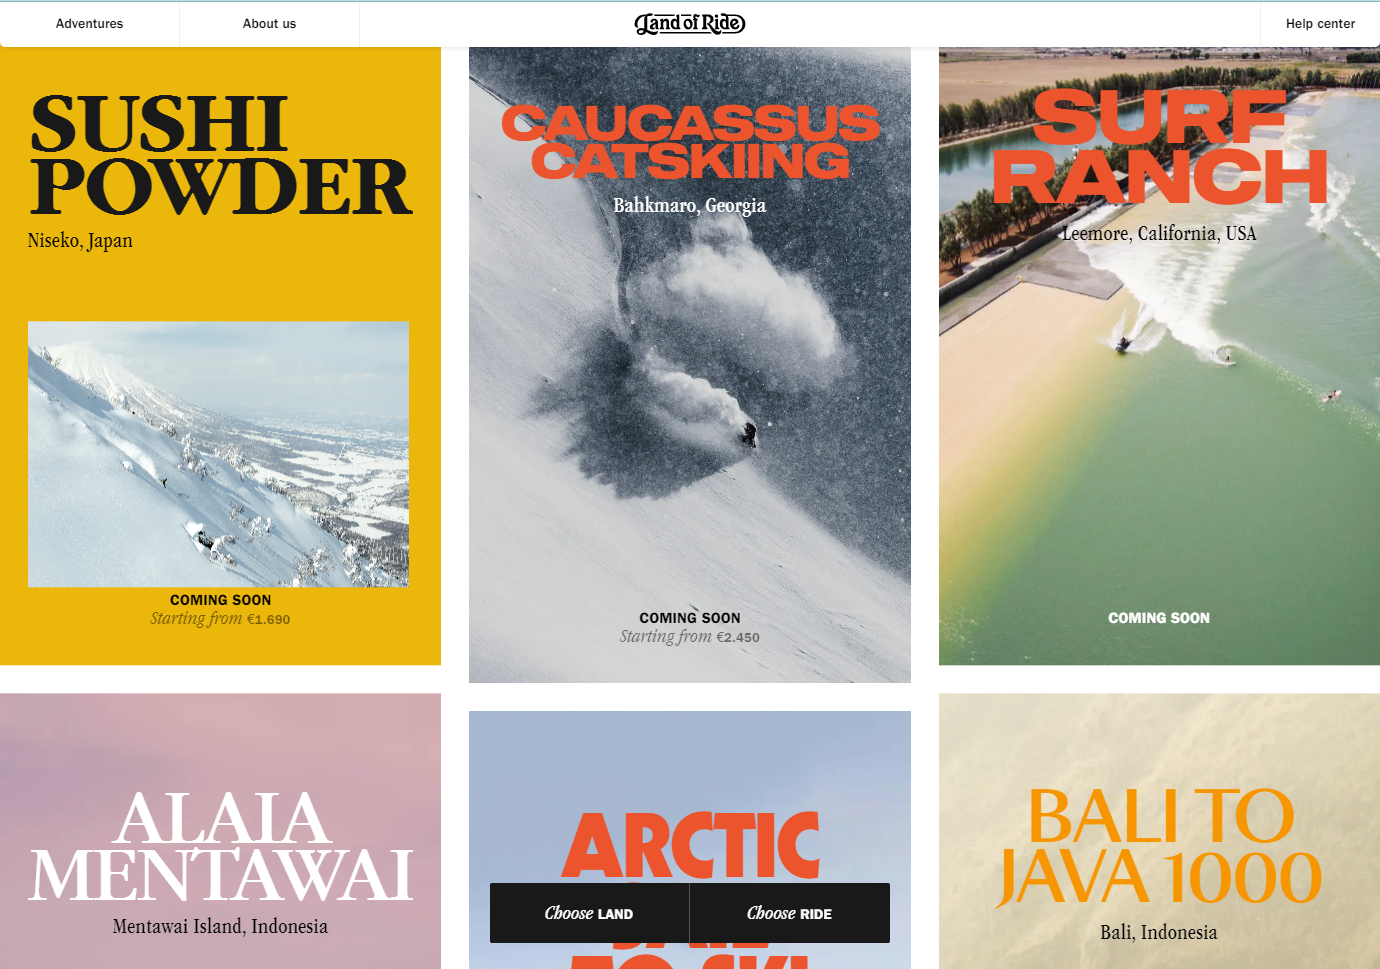 Adventures
About us
Land of Ride
Help center
SUSHI
POWDER
Niseko, Japan
COMING SOON
Starting from €1.690
CAUCASSUS
CATSKIING
Bahkmaro, Georgia
COMING SOON
Starting from €2.450
SURF
RANCH
Leemore, California, USA
COMING SOON
ALAIA
MENTAWAI
Mentawai Island, Indonesia
ARCTIC
TO SKI
BALI TO
JAVA 1000
Bali, Indonesia
Choose LAND
Choose RIDE